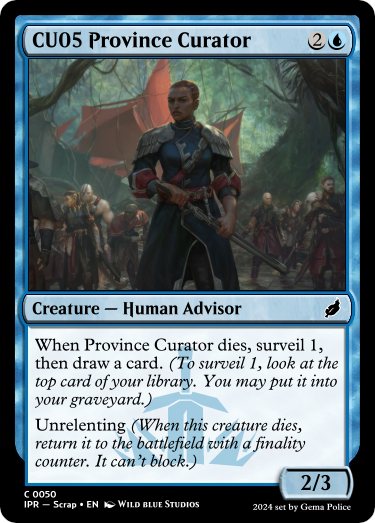 CU05 Province Curator 2
Creature — Human Advisor
When Province Curator dies, surveil 1,
then draw a card. (To surveil 1, look at the
top card of your library. You may put it into
your graveyard.)
Unrelenting (When this creature dies,
return it to the battlefield with a finality
counter. It can't block.)
2/3
C 0050
IPR — Scrap • EN Wild blue Studios
2024 set by Gema Police